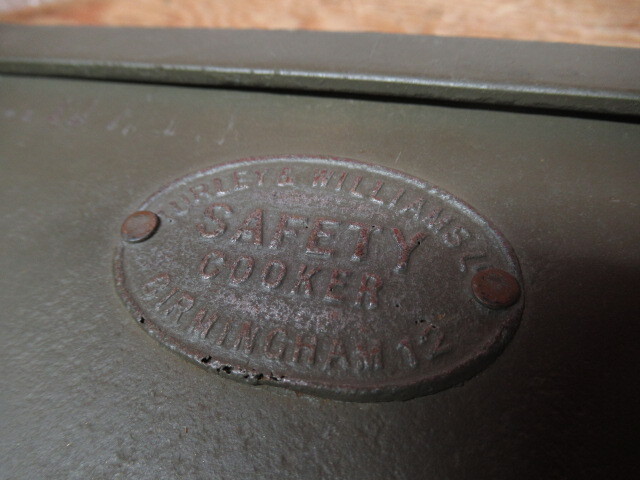 & WILLIAMS L
SAFETY
COOKER
BIRMINGHAM 12